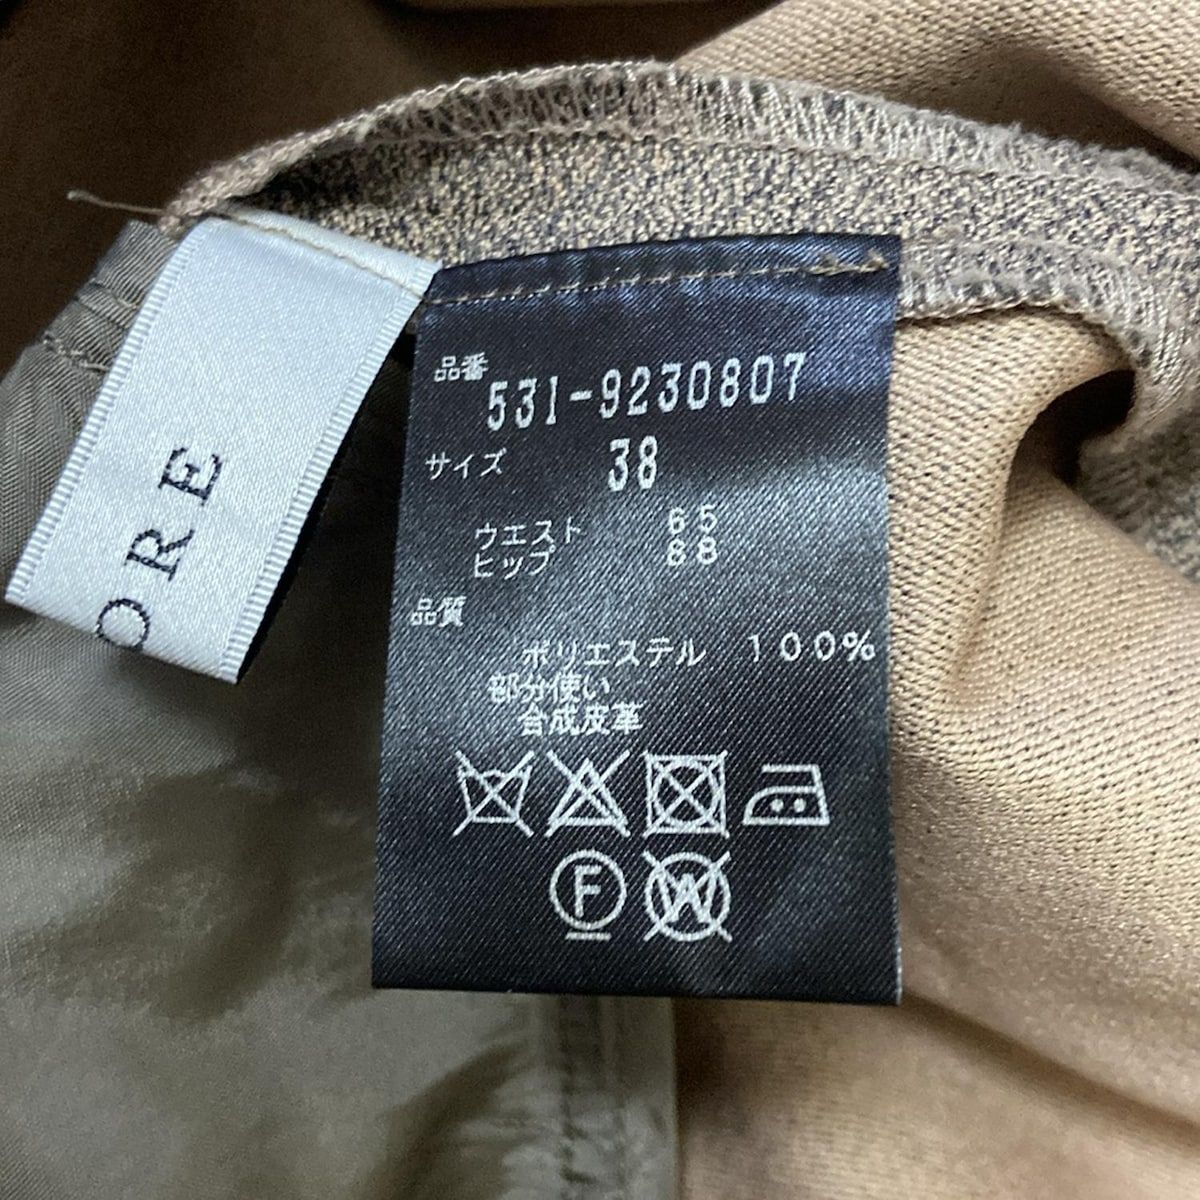 ORE
品番
531-9230807
サイズ 38
ウエスト 65
ヒップ 88
品質
ポリエステル 100%
部分使い
合成皮革
F W